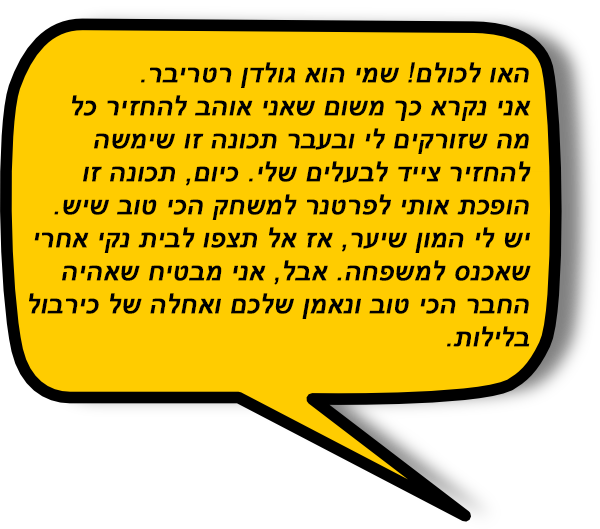 האו לכולם! שמי הוא גולדן רטריבר.
אני נקרא כך משום שאני אוהב להחזיר כל
מה שזורקים לי ובעבר תכונה זו שימשה
להחזיר צייד לבעלים שלי. כיום, תכונה זו
הופכת אותי לפרטנר למשחק הכי טוב שיש.
יש לי המון שיער, אז אל תצפו לבית נקי אחרי
שאכנס למשפחה. אבל, אני מבטיח שאהיה
החבר הכי טוב ונאמן שלכם ואחלה של כירבול
בלילות.